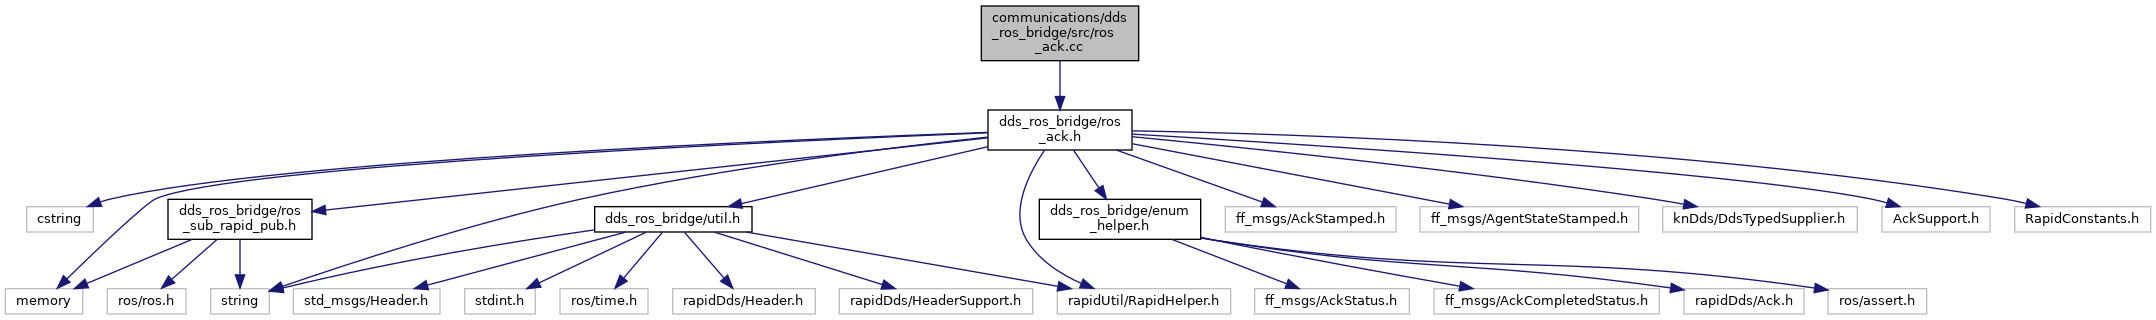 communications/dds
_ros_bridge/src/ros
_ack.cc
dds_ros_bridge/ros
_ack.h
cstring
dds_ros_bridge/ros
_sub_rapid_pub.h
dds_ros_bridge/util.h
dds_ros_bridge/enum
_helper.h
ff_msgs/AckStamped.h
ff_msgs/AgentStateStamped.h
knDds/DdsTypedSupplier.h
AckSupport.h
RapidConstants.h
memory
ros/ros.h
string
std_msgs/Header.h
stdint.h
ros/time.h
rapidDds/Header.h
rapidDds/HeaderSupport.h
rapidUtil/RapidHelper.h
ff_msgs/AckStatus.h
ff_msgs/AckCompletedStatus.h
rapidDds/Ack.h
ros/assert.h